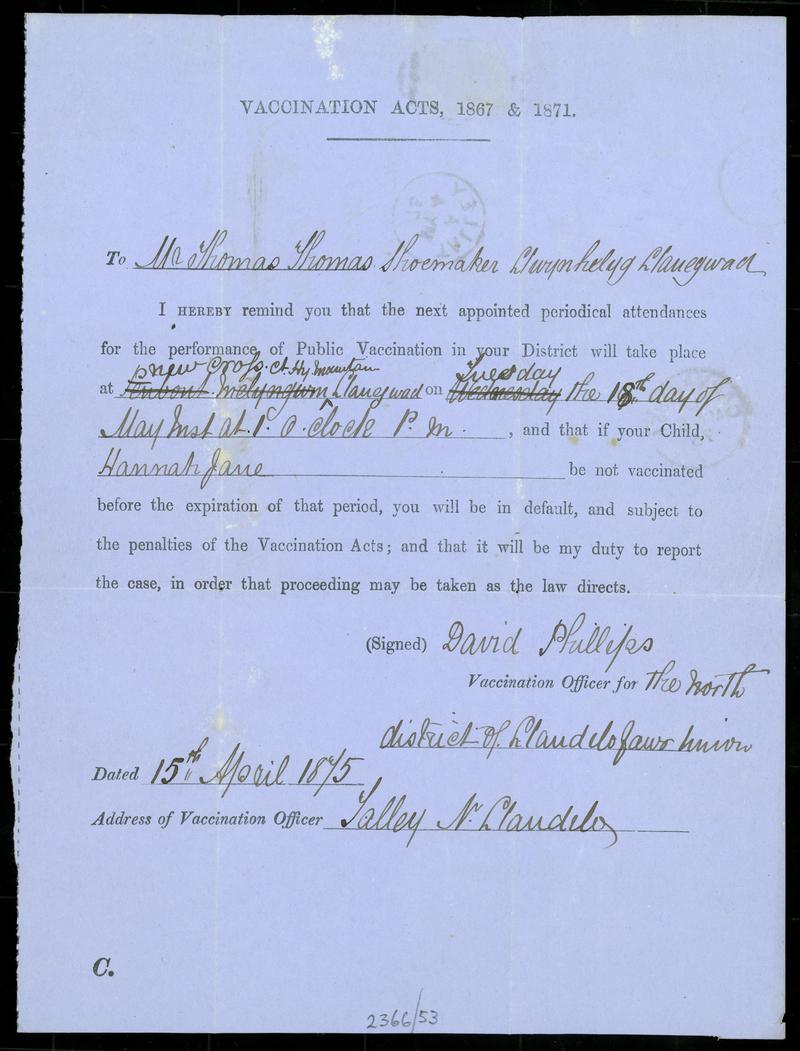 VACCINATION ACTS, 1867 & 1871.
To Mr Thomas Thomas Shoemaker Llwynhelyg Llanegwad
I HEREBY remind you that the next appointed periodical attendances
for the performance of Public Vaccination in your District will take place
new Cross Tuesday
at Llanegwad on Wednesday the 18th day of
May Inst at 1. O. clock P. m. , and that if your Child,
Hannah Jane be not vaccinated
before the expiration of that period, you will be in default, and subject to
the penalties of the Vaccination Acts; and that it will be my duty to report
the case, in order that proceeding may be taken as the law directs.
(Signed) David Phillips
Vaccination Officer for the North
district of Llandelofawr Union
Dated 15th April 1875
Address of Vaccination Officer Talley Nr Llandelo
C.
2366/53